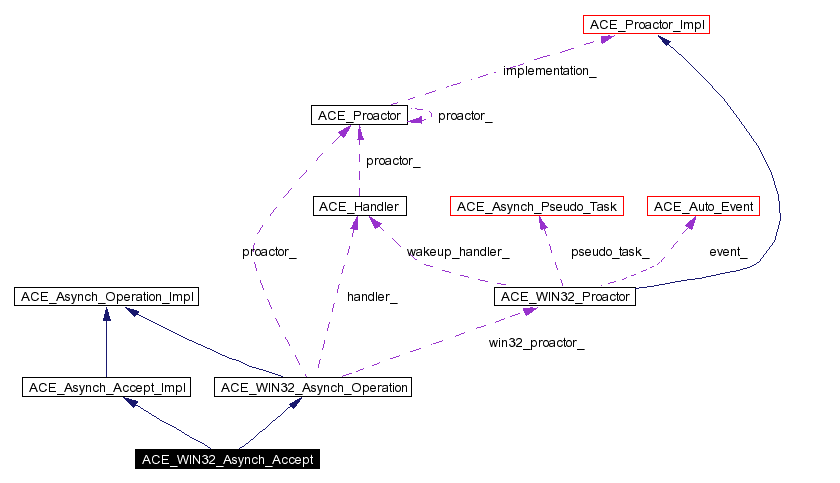 ACE_Proactor_Impl
implementation_
ACE_Proactor
proactor_
proactor_
ACE_Handler
ACE_Asynch_Pseudo_Task
ACE_Auto_Event
proactor_
wakeup_handler_
pseudo_task_
event_
ACE_Asynch_Operation_Impl
handler_
ACE_WIN32_Proactor
win32_proactor_
ACE_Asynch_Accept_Impl
ACE_WIN32_Asynch_Operation
ACE_WIN32_Asynch_Accept